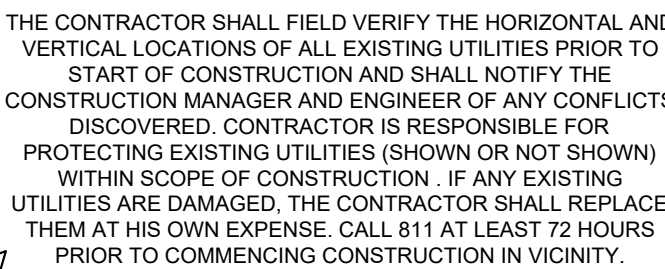 THE CONTRACTOR SHALL FIELD VERIFY THE HORIZONTAL AND
VERTICAL LOCATIONS OF ALL EXISTING UTILITIES PRIOR TO
START OF CONSTRUCTION AND SHALL NOTIFY THE
CONSTRUCTION MANAGER AND ENGINEER OF ANY CONFLICTS
DISCOVERED. CONTRACTOR IS RESPONSIBLE FOR
PROTECTING EXISTING UTILITIES (SHOWN OR NOT SHOWN)
WITHIN SCOPE OF CONSTRUCTION . IF ANY EXISTING
UTILITIES ARE DAMAGED, THE CONTRACTOR SHALL REPLACE
THEM AT HIS OWN EXPENSE. CALL 811 AT LEAST 72 HOURS
PRIOR TO COMMENCING CONSTRUCTION IN VICINITY.